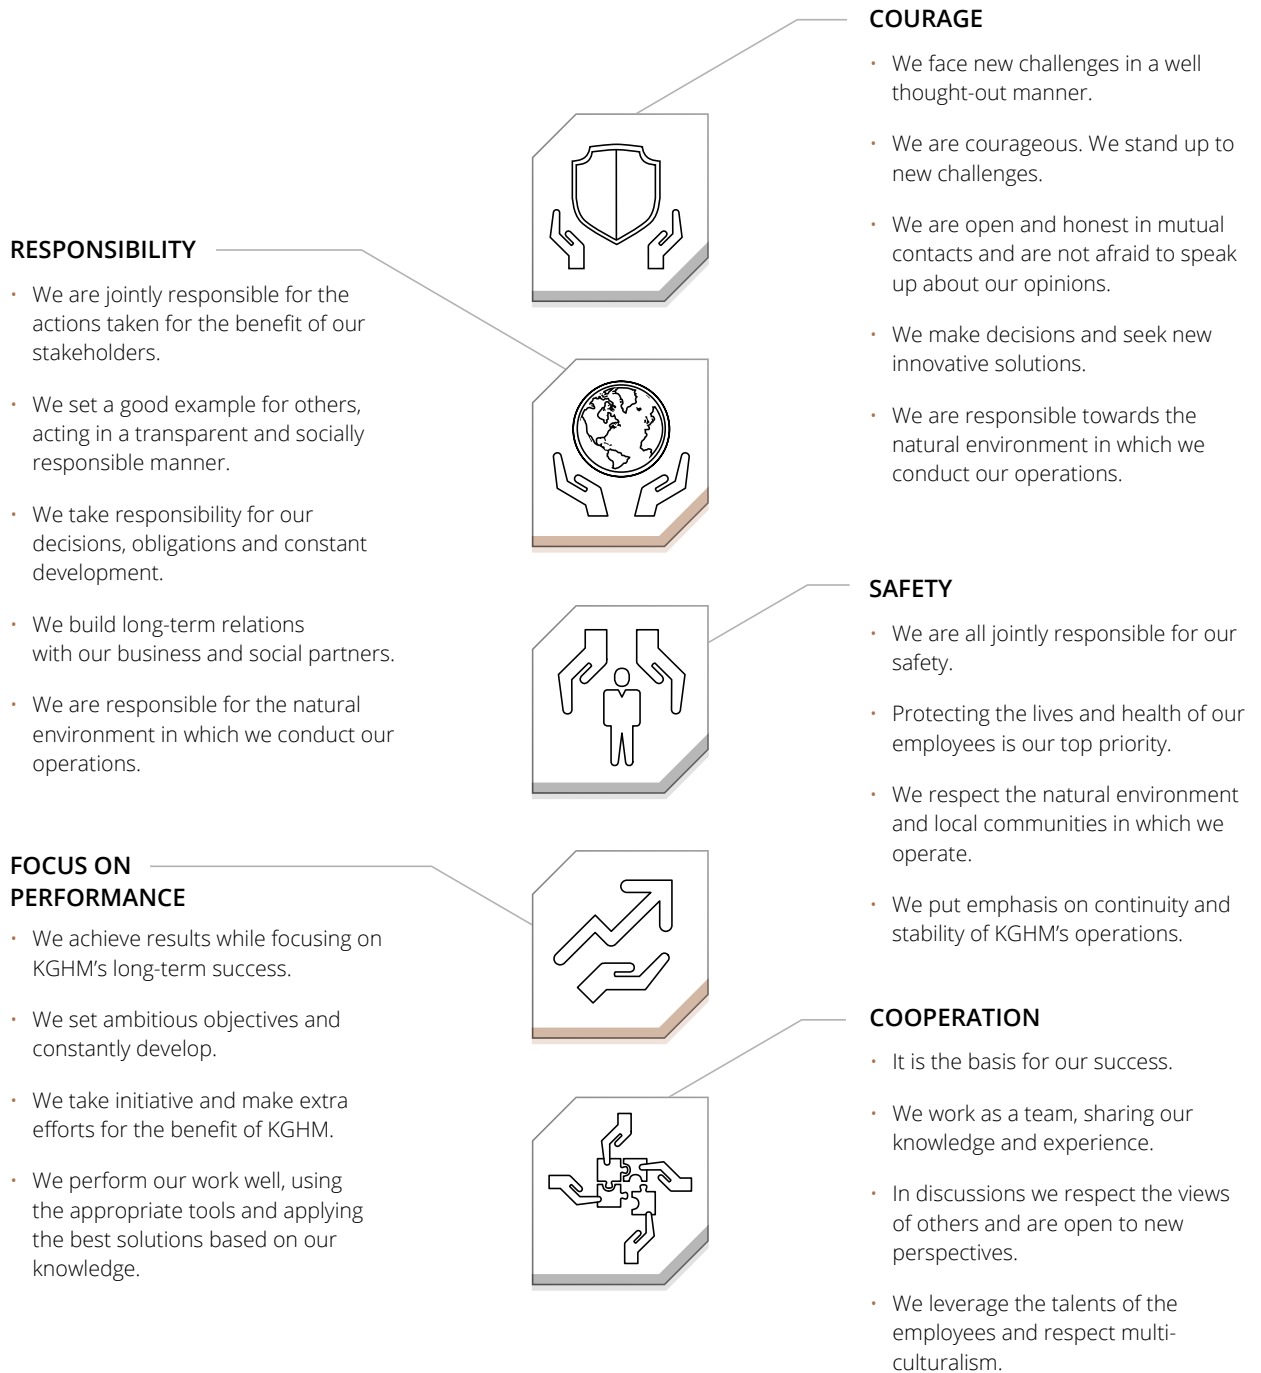 COURAGE
• We face new challenges in a well
thought-out manner.
• We are courageous. We stand up to
new challenges.
• We are open and honest in mutual
contacts and are not afraid to speak
up about our opinions.
• We make decisions and seek new
innovative solutions.
• We are responsible towards the
natural environment in which we
conduct our operations.
RESPONSIBILITY
• We are jointly responsible for the
actions taken for the benefit of our
stakeholders.
• We set a good example for others,
acting in a transparent and socially
responsible manner.
• We take responsibility for our
decisions, obligations and constant
development.
• We build long-term relations
with our business and social partners.
• We are responsible for the natural
environment in which we conduct our
operations.
SAFETY
• We are all jointly responsible for our
safety.
• Protecting the lives and health of our
employees is our top priority.
• We respect the natural environment
and local communities in which we
operate.
• We put emphasis on continuity and
stability of KGHM’s operations.
FOCUS ON
PERFORMANCE
• We achieve results while focusing on
KGHM’s long-term success.
• We set ambitious objectives and
constantly develop.
• We take initiative and make extra
efforts for the benefit of KGHM.
• We perform our work well, using
the appropriate tools and applying
the best solutions based on our
knowledge.
COOPERATION
• It is the basis for our success.
• We work as a team, sharing our
knowledge and experience.
• In discussions we respect the views
of others and are open to new
perspectives.
• We leverage the talents of the
employees and respect multi-
culturalism.